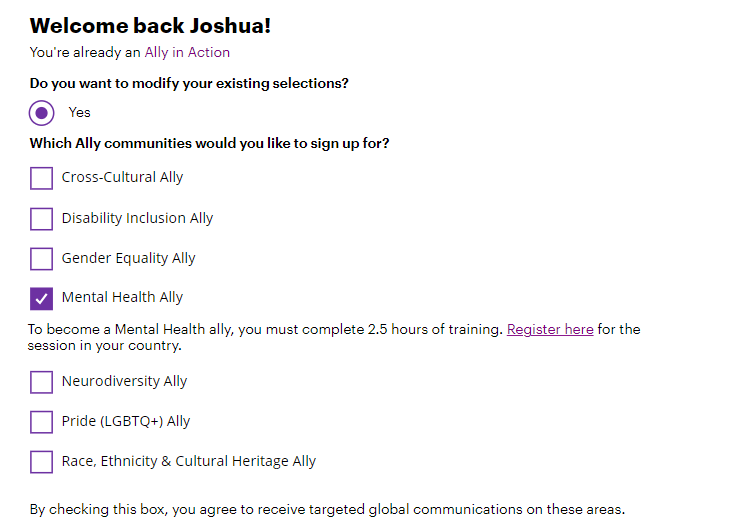 Welcome back Joshua!
You're already an Ally in Action
Do you want to modify your existing selections?
Yes
Which Ally communities would you like to sign up for?
Cross-Cultural Ally
Disability Inclusion Ally
Gender Equality Ally
Mental Health Ally
To become a Mental Health ally, you must complete 2.5 hours of training. Register here for the
session in your country.
Neurodiversity Ally
Pride (LGBTQ+) Ally
Race, Ethnicity & Cultural Heritage Ally
By checking this box, you agree to receive targeted global communications on these areas.